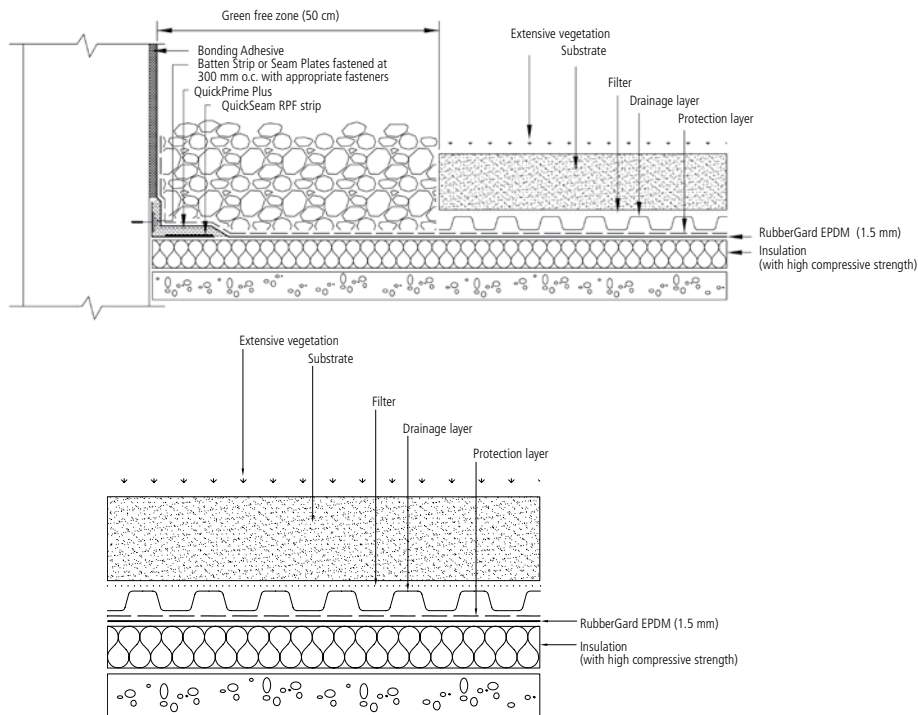 Green free zone (50 cm)
Extensive vegetation
Substrate
Bonding Adhesive
Batten Strip or Seam Plates fastened at
300 mm o.c. with appropriate fasteners
QuickPrime Plus
QuickSeam RPF strip
Filter
Drainage layer
Protection layer
RubberGard EPDM (1.5 mm)
Insulation
(with high compressive strength)
Extensive vegetation
Substrate
Filter
Drainage layer
Protection layer
RubberGard EPDM (1.5 mm)
Insulation
(with high compressive strength)